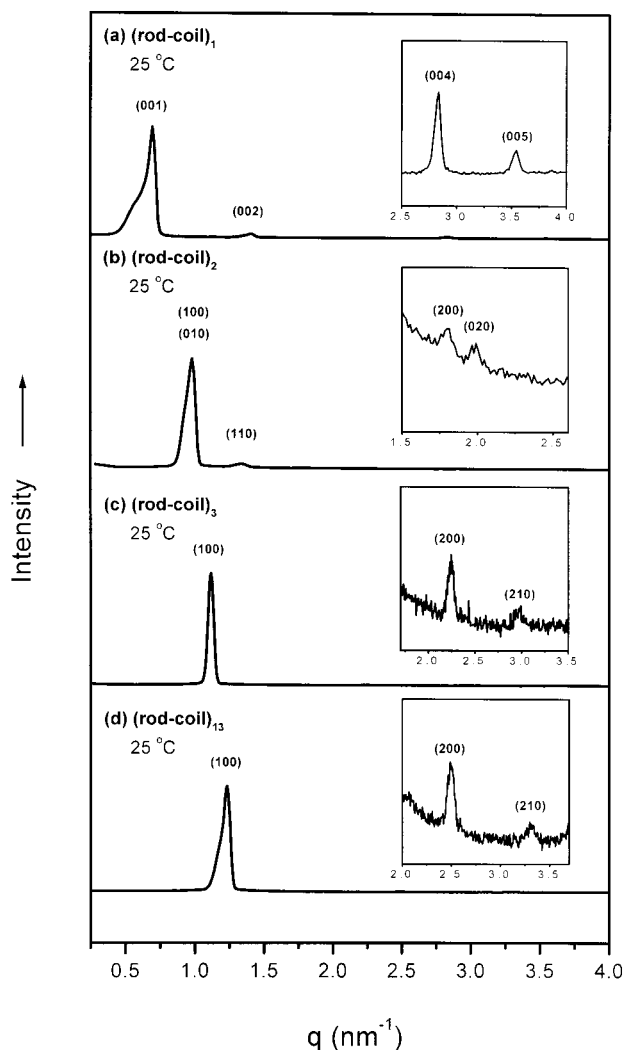 (a) (rod-coil)1
25 °C
(001)
(002)
(004)
(005)
2.5 3.0 3.5 4.0
(b) (rod-coil)2
25 °C
(100)
(010)
(110)
(200)
(020)
1.5 2.0 2.5
(c) (rod-coil)3
25 °C
(100)
(200)
(210)
2.0 2.5 3.0 3.5
(d) (rod-coil)13
25 °C
(100)
(200)
(210)
2.0 2.5 3.0 3.5
Intensity
0.5 1.0 1.5 2.0 2.5 3.0 3.5 4.0
q (nm-1)